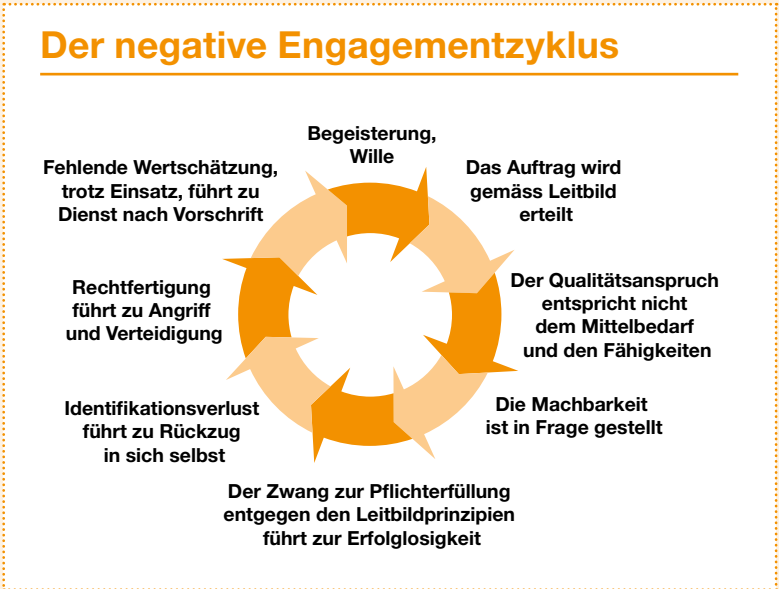 Der negative Engagementzyklus
Begeisterung,
Wille
Das Auftrag wird
gemäss Leitbild
erteilt
Der Qualitätsanspruch
entspricht nicht
dem Mittelbedarf
und den Fähigkeiten
Die Machbarkeit
ist in Frage gestellt
Der Zwang zur Pflichterfüllung
entgegen den Leitbildprinzipien
führt zur Erfolglosigkeit
Identifikationsverlust
führt zu Rückzug
in sich selbst
Rechtfertigung
führt zu Angriff
und Verteidigung
Fehlende Wertschätzung,
trotz Einsatz, führt zu
Dienst nach Vorschrift